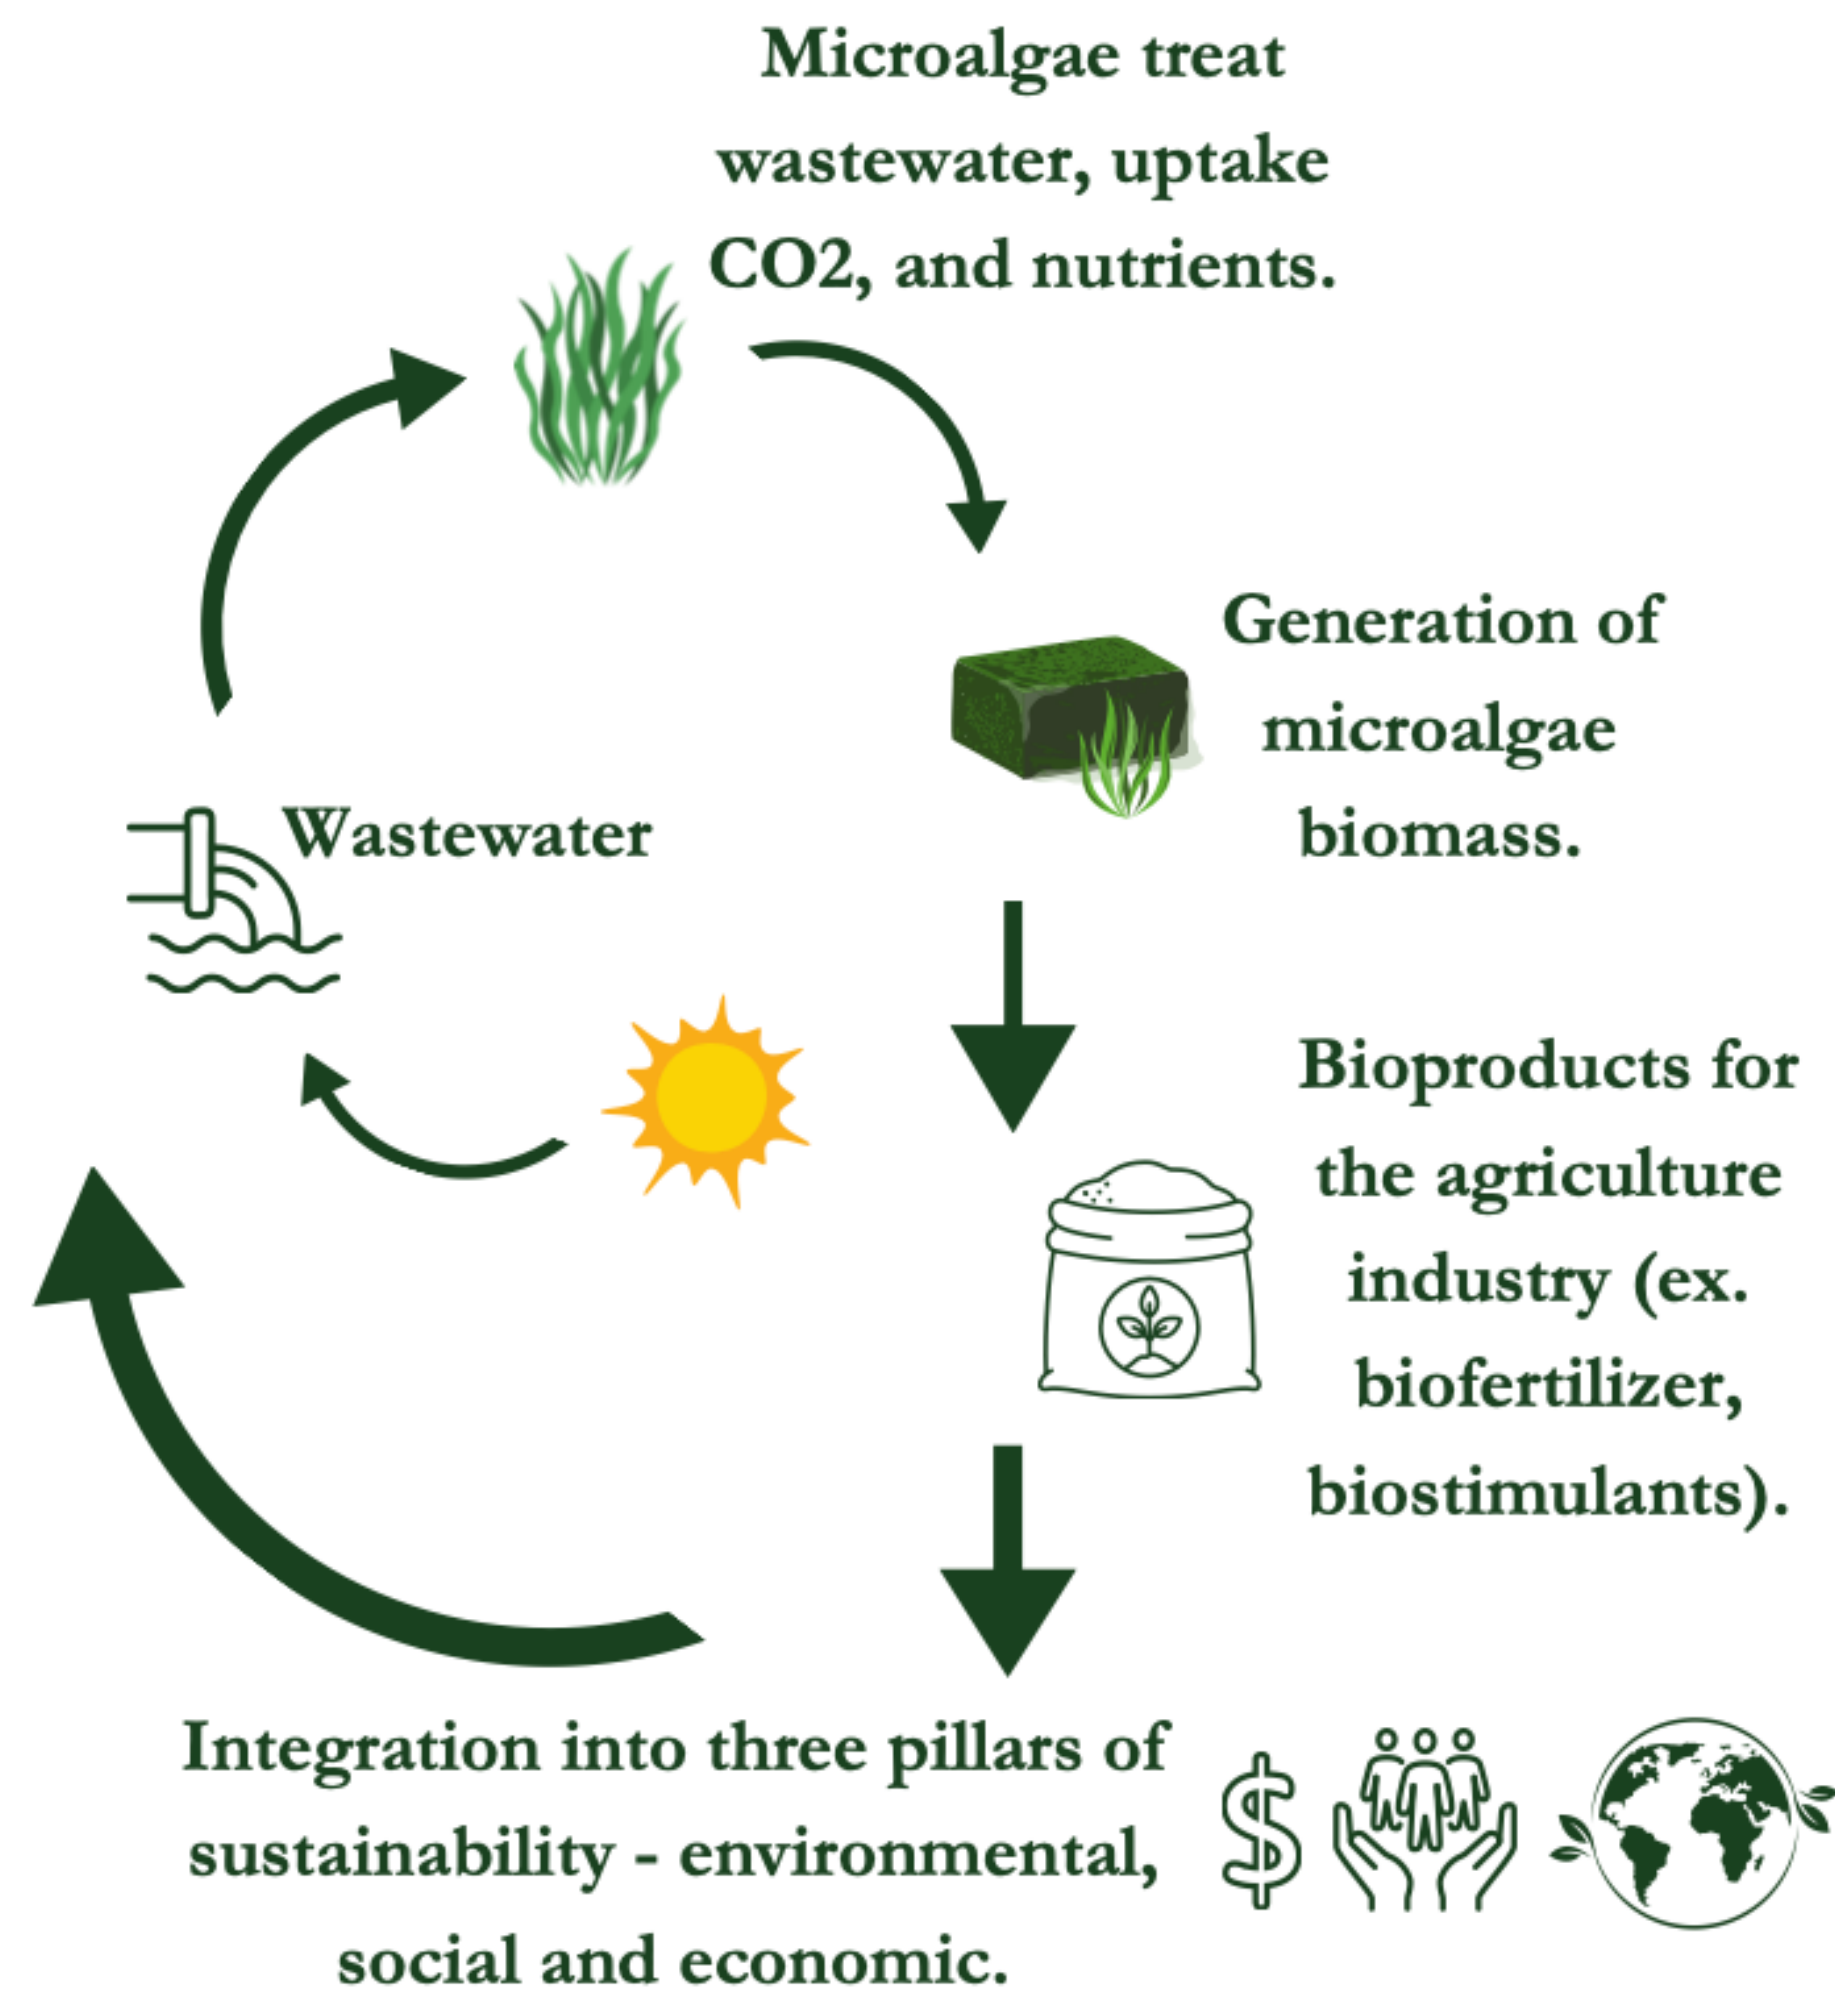 Microalgae treat
wastewater, uptake
CO2, and nutrients.
Generation of
microalgae
biomass.
Wastewater
Bioproducts for
the agriculture
industry (ex.
biofertilizer,
biostimulants).
Integration into three pillars of
sustainability - environmental,
social and economic.
$